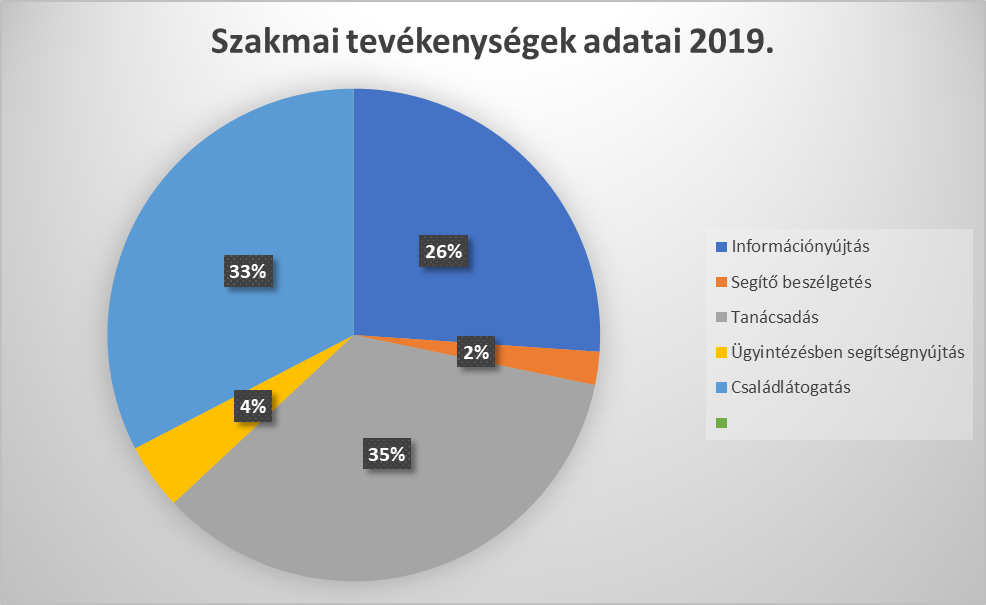 Szakmai tevékenységek adatai 2019.
26%
33%
2%
4%
35%
Információnyújtás
Segítő beszélgetés
Tanácsadás
Ügyintézésben segítségnyújtás
Családlátogatás